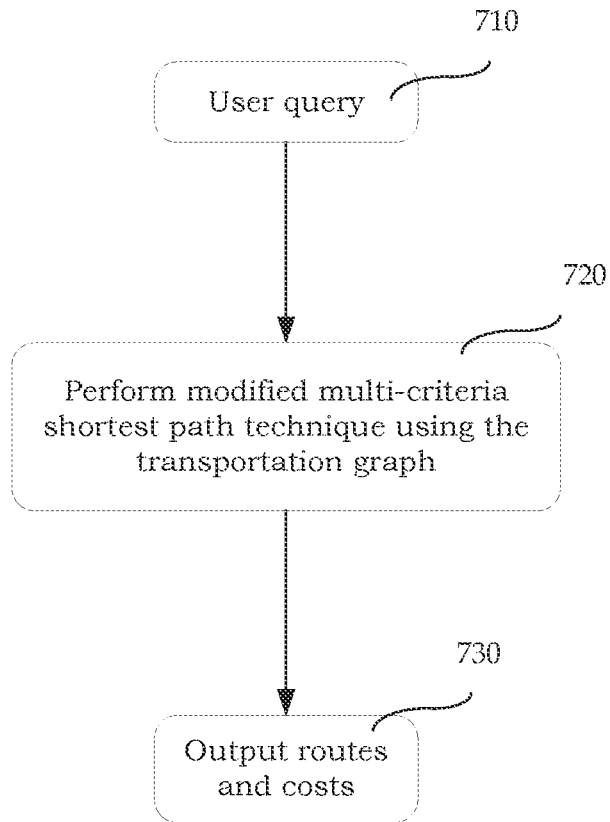 710
User query
720
Perform modified multi-criteria
shortest path technique using the
transportation graph
730
Output routes
and costs